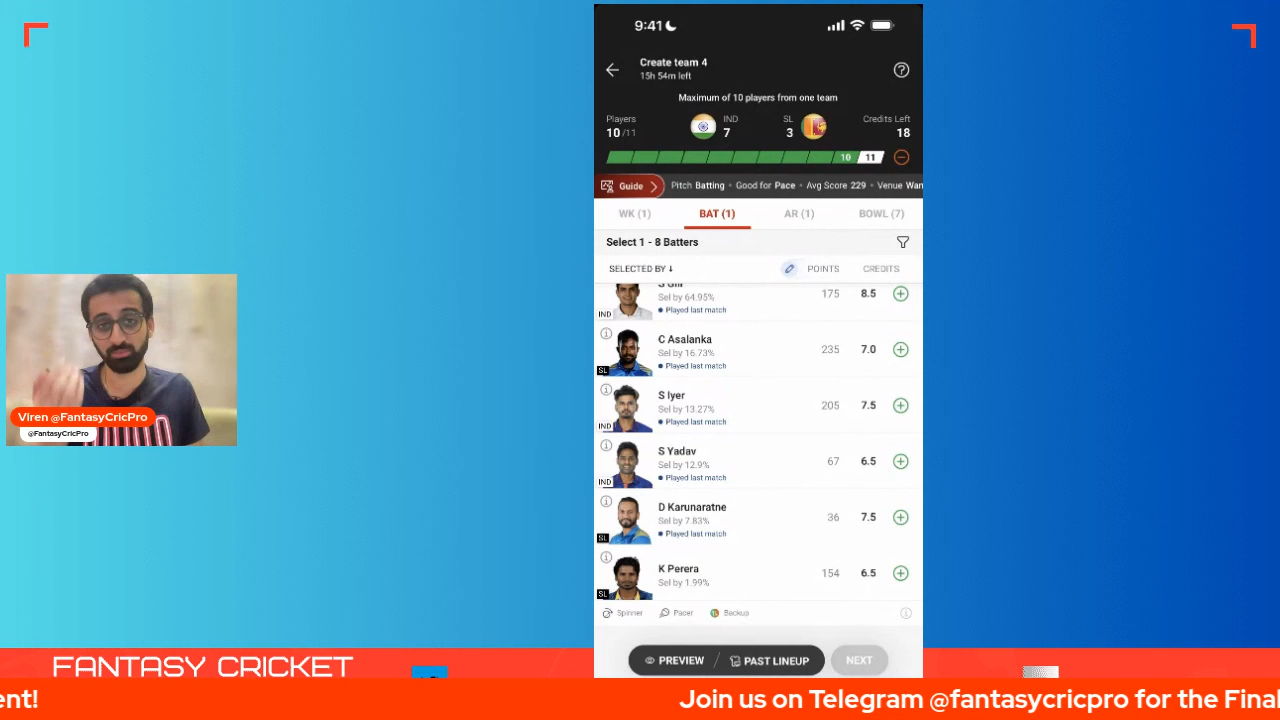 9:41
Create team 4
15h 54m left
Maximum of 10 players from one team
Players
10/11
IND
7
SL
3
Credits Left
18
10
11
Guide
Pitch Batting • Good for Pace • Avg Score 229 • Venue Wan
WK (1)
BAT (1)
AR (1)
BOWL (7)
Select 1 - 8 Batters
SELECTED BY ↓
POINTS
CREDITS
S Gill
Sel by 64.95%
175
8.5
Played last match
IND
C Asalanka
Sel by 16.73%
235
7.0
Played last match
SL
S Iyer
Sel by 13.27%
205
7.5
Played last match
IND
S Yadav
Sel by 12.9%
67
6.5
Played last match
IND
D Karunaratne
Sel by 7.83%
36
7.5
Played last match
SL
K Perera
Sel by 1.99%
154
6.5
SL
Spinner
Pacer
Backup
PREVIEW
PAST LINEUP
NEXT
Viren @FantasyCricPro
@FantasyCricPro
FANTASY CRICKET
ent!
Join us on Telegram @fantasycricpro for the Final